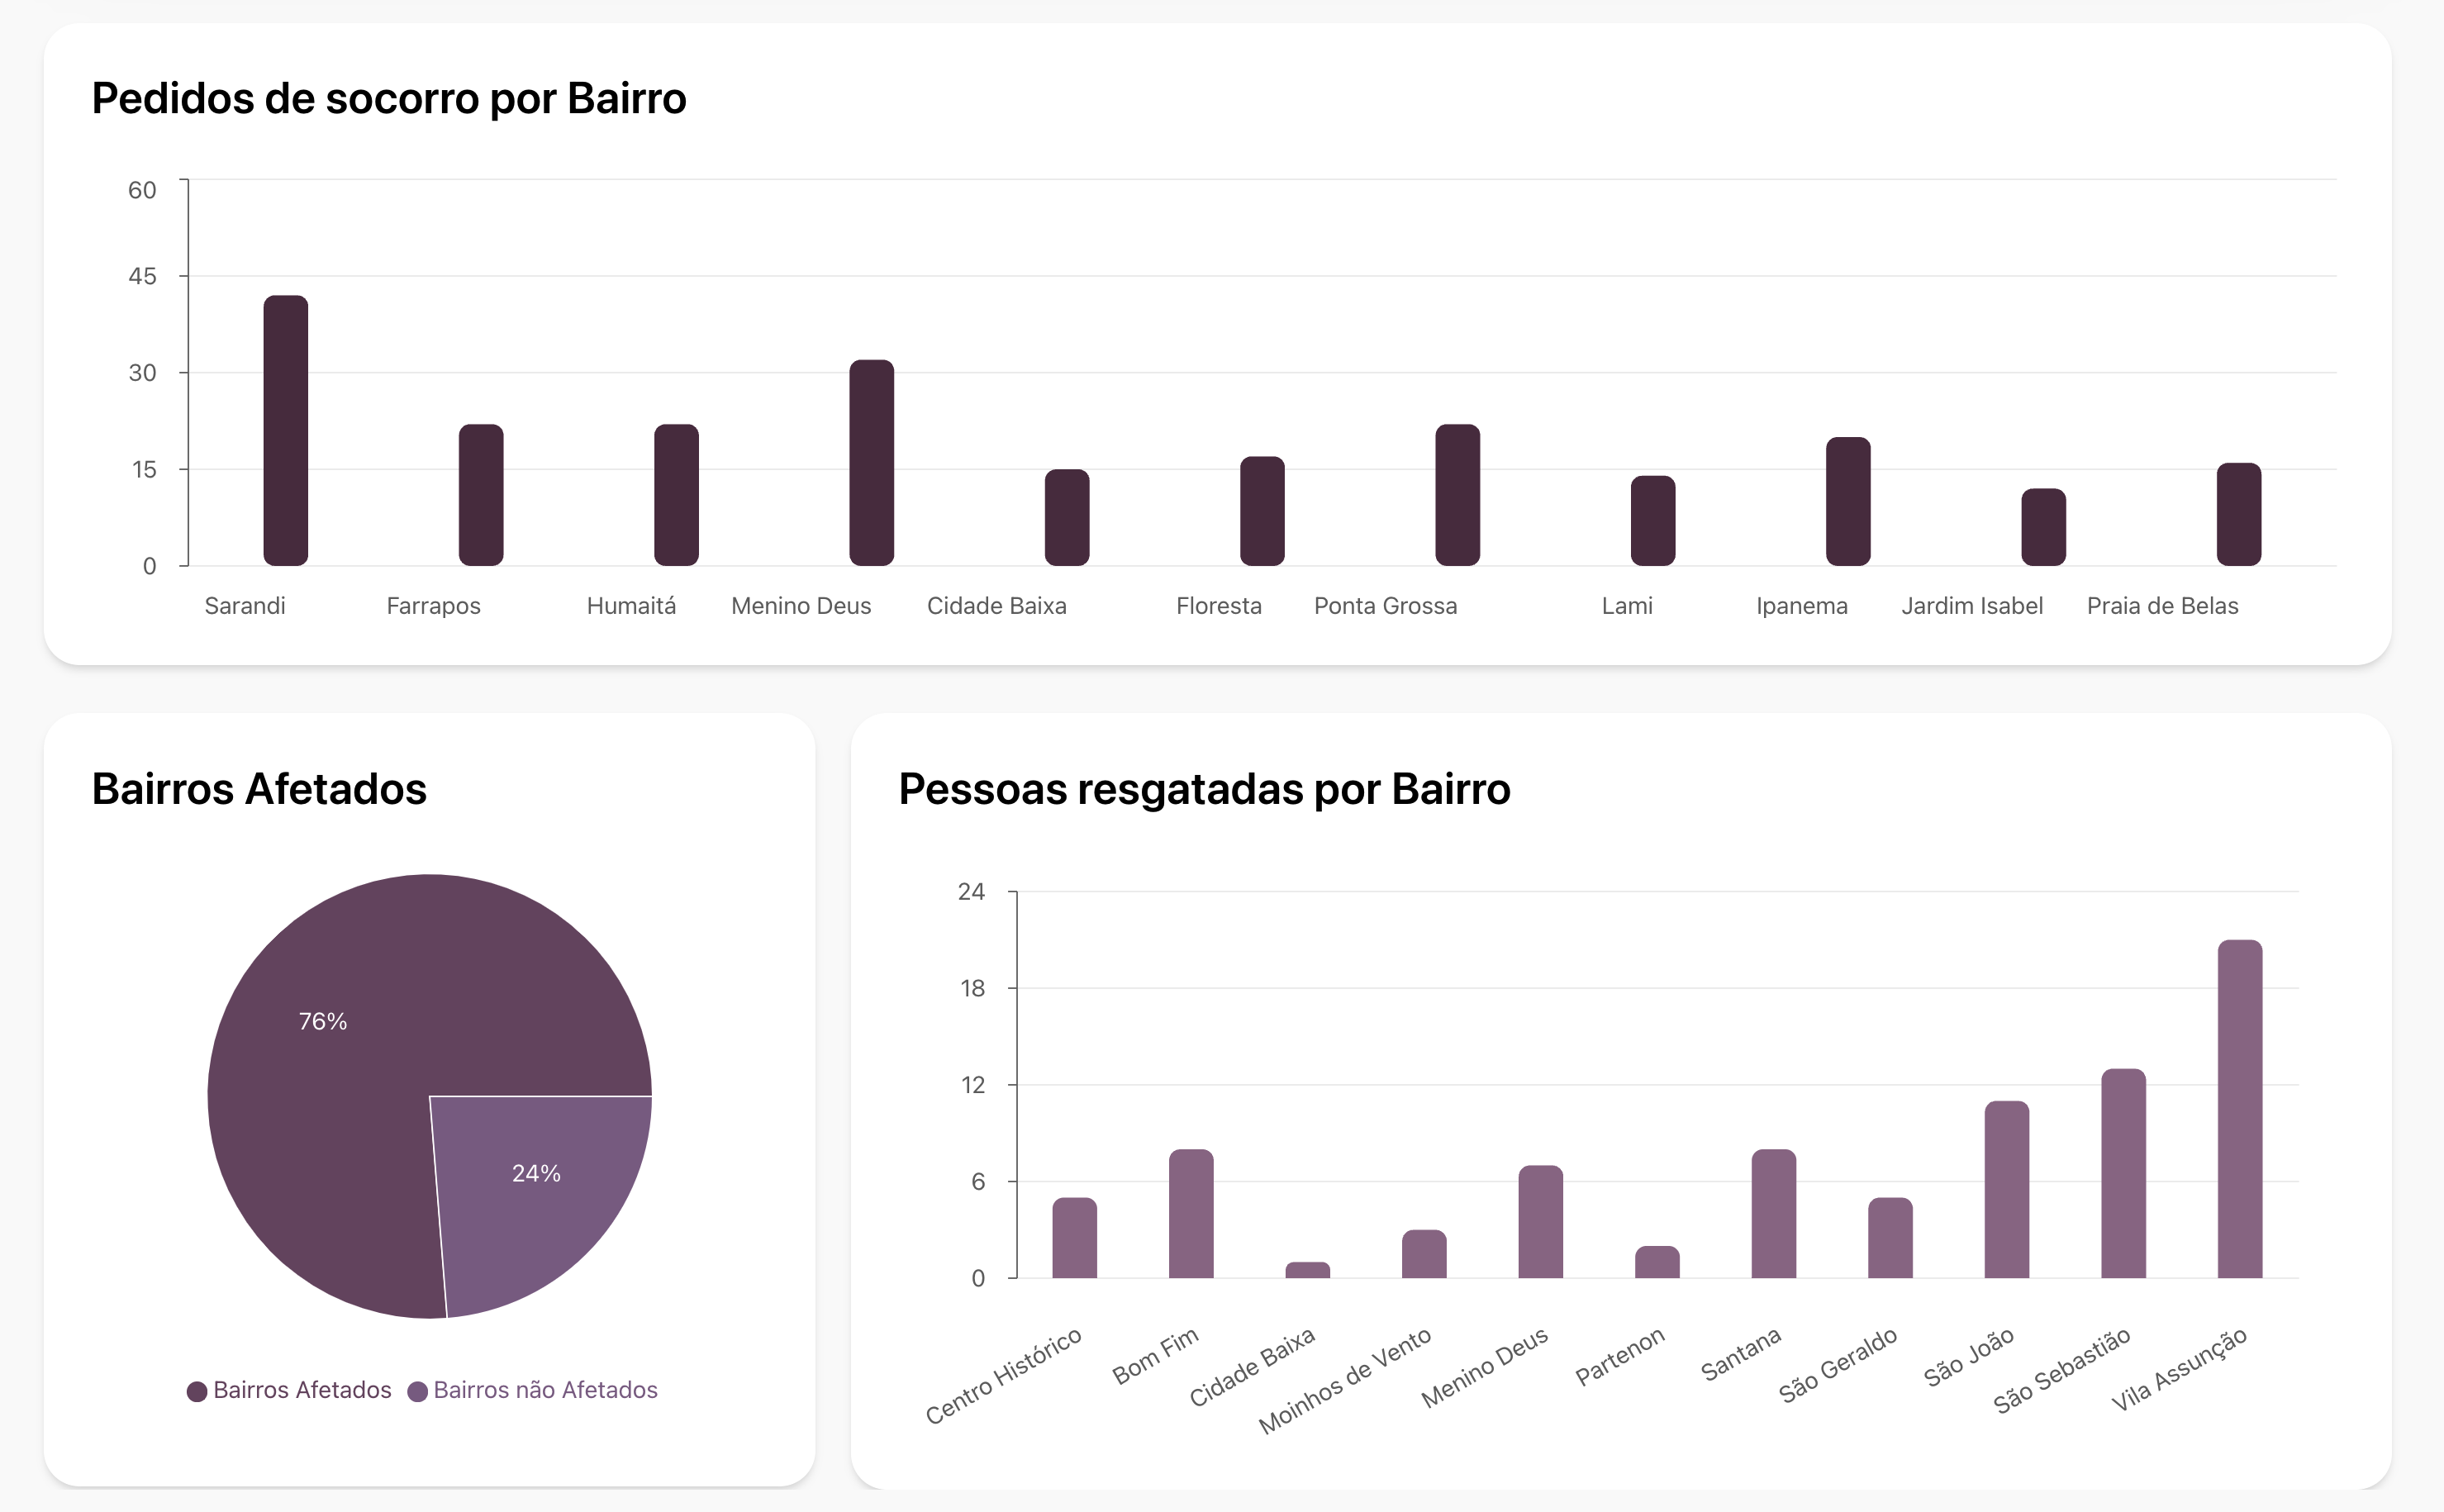 Pedidos de socorro por Bairro
60
45
30
15
0
Sarandi Farrapos Humaitá Menino Deus Cidade Baixa Floresta Ponta Grossa Lami Ipanema Jardim Isabel Praia de Belas
Bairros Afetados
76%
24%
Bairros Afetados Bairros não Afetados
Pessoas resgatadas por Bairro
24
18
12
6
0
Centro Histórico
Bom Fim
Cidade Baixa
Moinhos de Vento
Menino Deus
Partenon
Santana
São Geraldo
São João
São Sebastião
Vila Assunção